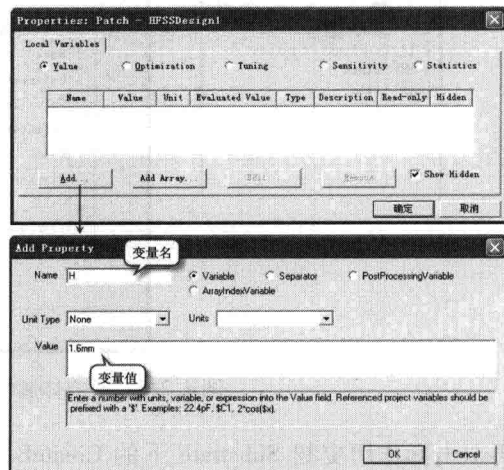 Properties: Patch - HFSSDesign1
Local Variables
Value Optimization Tuning Sensitivity Statistics
Name Value Unit Evaluated Value Type Description Read-only Hidden
Add... Add Array... Edit... Remove Show Hidden
确定 取消
Add Property
变量名
Name H Variable Separator PostProcessingVariable
ArrayIndexVariable
Unit Type None Units
Value 1.6mm
变量值
Enter a number with units, variable, or expression into the Value field. Referenced project variables should be
prefixed with a '$'. Examples: 22.4pF, $C1, 2*cos($x).
OK Cancel